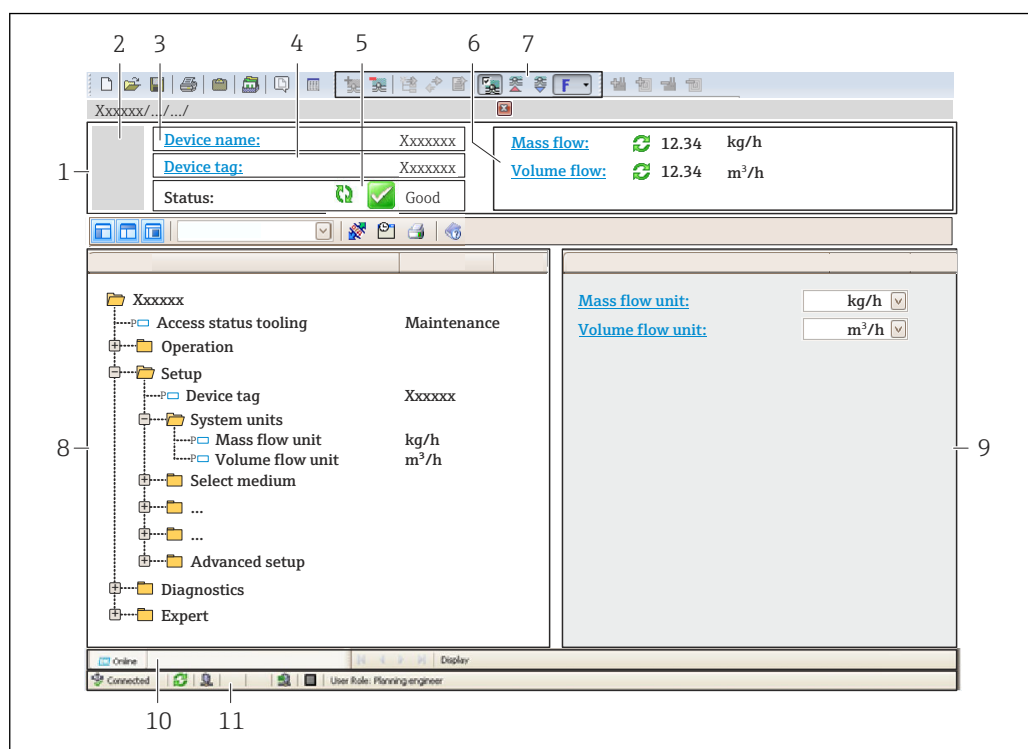 2 3 4 5 6 7
F
Xxxxxx/.../.../
1
Device name: Xxxxxxx
Device tag: Xxxxxxx
Status: Good
Mass flow: 12.34 kg/h
Volume flow: 12.34 m³/h
Xxxxxx
Access status tooling Maintenance
Operation
Setup
P Device tag Xxxxxx
System units
P Mass flow unit kg/h
P Volume flow unit m³/h
Select medium
...
...
Advanced setup
Diagnostics
Expert
8
Mass flow unit: kg/h
Volume flow unit: m³/h
9
Online Display
Connected User Role: Planning engineer
10 11